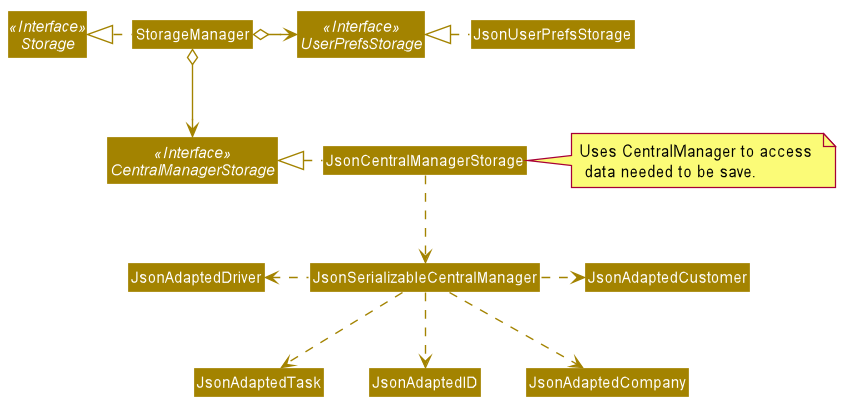 «Interface»
Storage
StorageManager
«Interface»
UserPrefsStorage
JsonUserPrefsStorage
«Interface»
CentralManagerStorage
JsonCentralManagerStorage
Uses CentralManager to access
data needed to be save.
JsonAdaptedDriver
JsonSerializableCentralManager
JsonAdaptedCustomer
JsonAdaptedTask
JsonAdaptedID
JsonAdaptedCompany